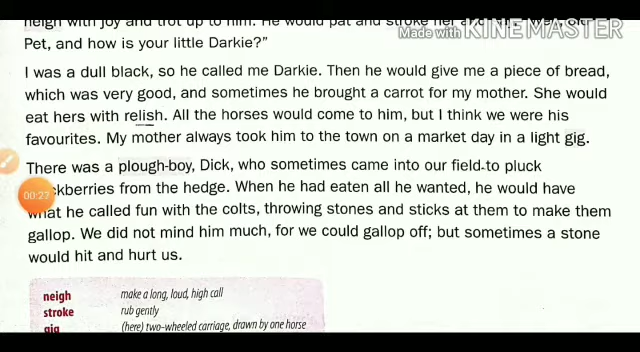 neigh with joy and trot up to him. He would pat and stroke her and
Made with KINEMASTER
Pet, and how is your little Darkie?"
I was a dull black, so he called me Darkie. Then he would give me a piece of bread,
which was very good, and sometimes he brought a carrot for my mother. She would
eat hers with relish. All the horses would come to him, but I think we were his
favourites. My mother always took him to the town on a market day in a light gig.
There was a plough-boy, Dick, who sometimes came into our field to pluck
00:27
ckberries from the hedge. When he had eaten all he wanted, he would have
what he called fun with the colts, throwing stones and sticks at them to make them
gallop. We did not mind him much, for we could gallop off; but sometimes a stone
would hit and hurt us.
neigh make a long, loud, high call
stroke rub gently
gig (here) two-wheeled carriage, drawn by one horse